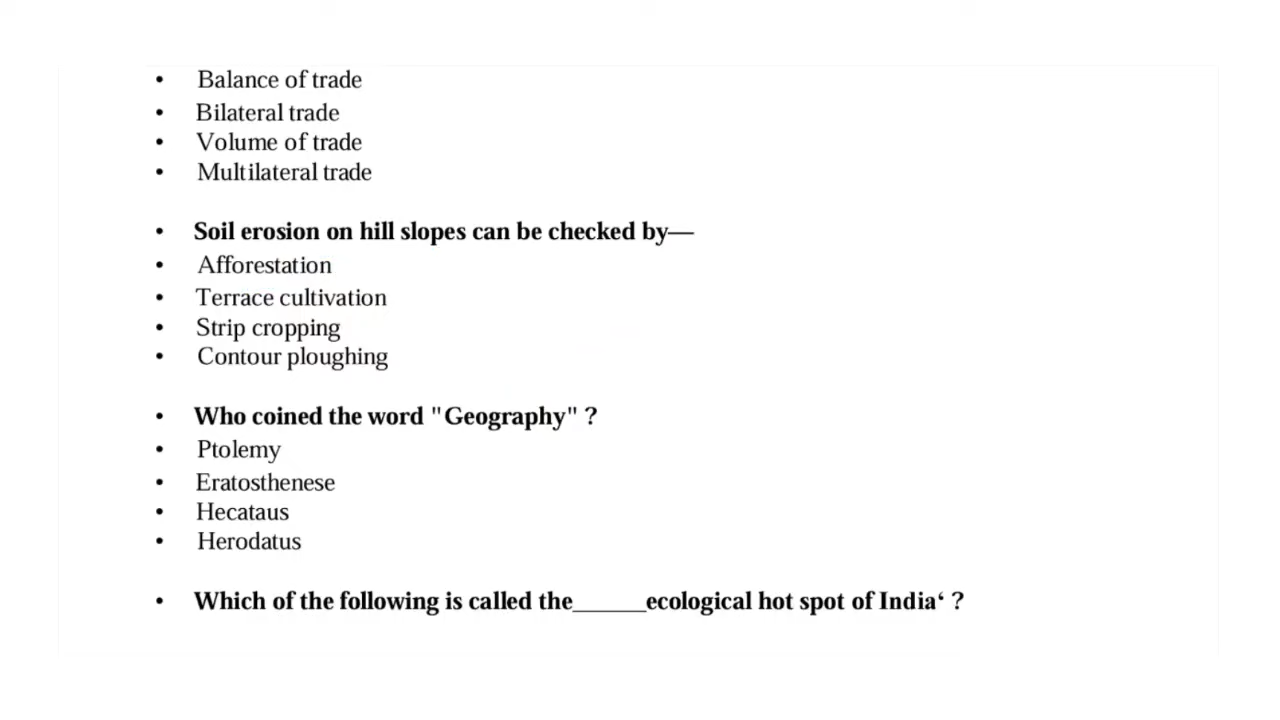 • Balance of trade
• Bilateral trade
• Volume of trade
• Multilateral trade
• Soil erosion on hill slopes can be checked by—
• Afforestation
• Terrace cultivation
• Strip cropping
• Contour ploughing
• Who coined the word "Geography" ?
• Ptolemy
• Eratosthenese
• Hecataus
• Herodatus
• Which of the following is called the______ecological hot spot of India‘ ?